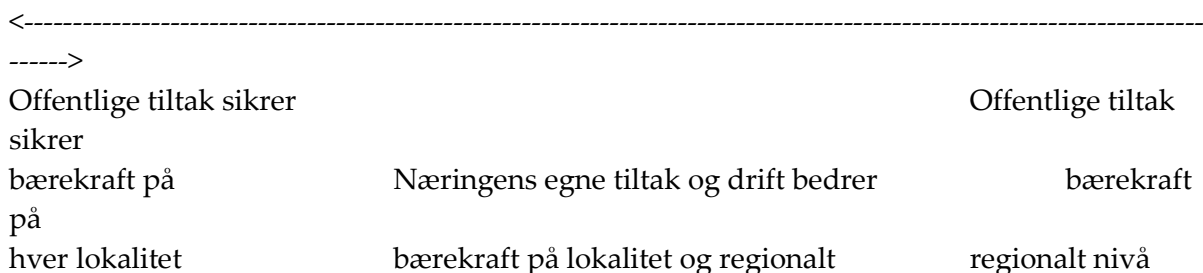 <------------------------------------------------------------------------------------------------------------------------
------>
Offentlige tiltak sikrer Offentlige tiltak
sikrer
bærekraft på Næringens egne tiltak og drift bedrer bærekraft
på
hver lokalitet bærekraft på lokalitet og regionalt regionalt nivå